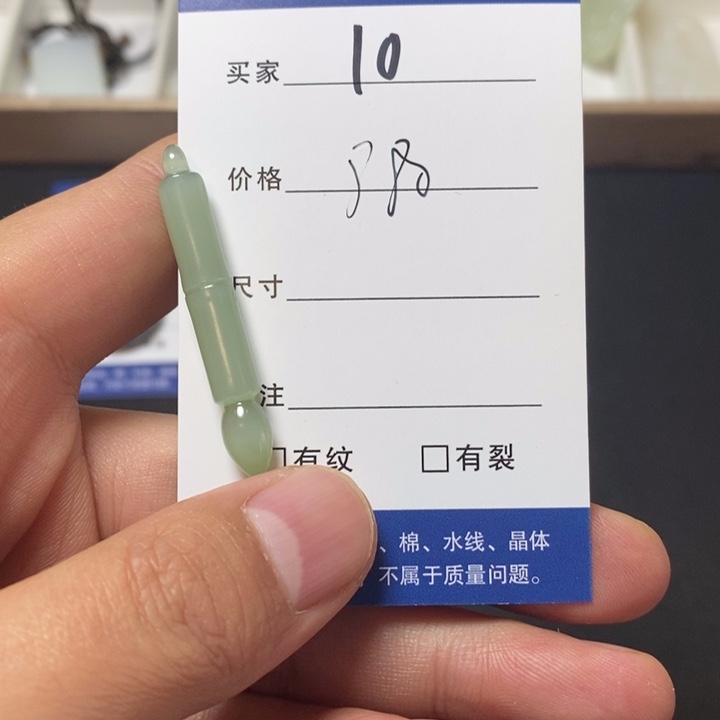 买家 10
价格
尺寸
注
有纹 □有裂
、棉、水线、晶体
不属于质量问题。